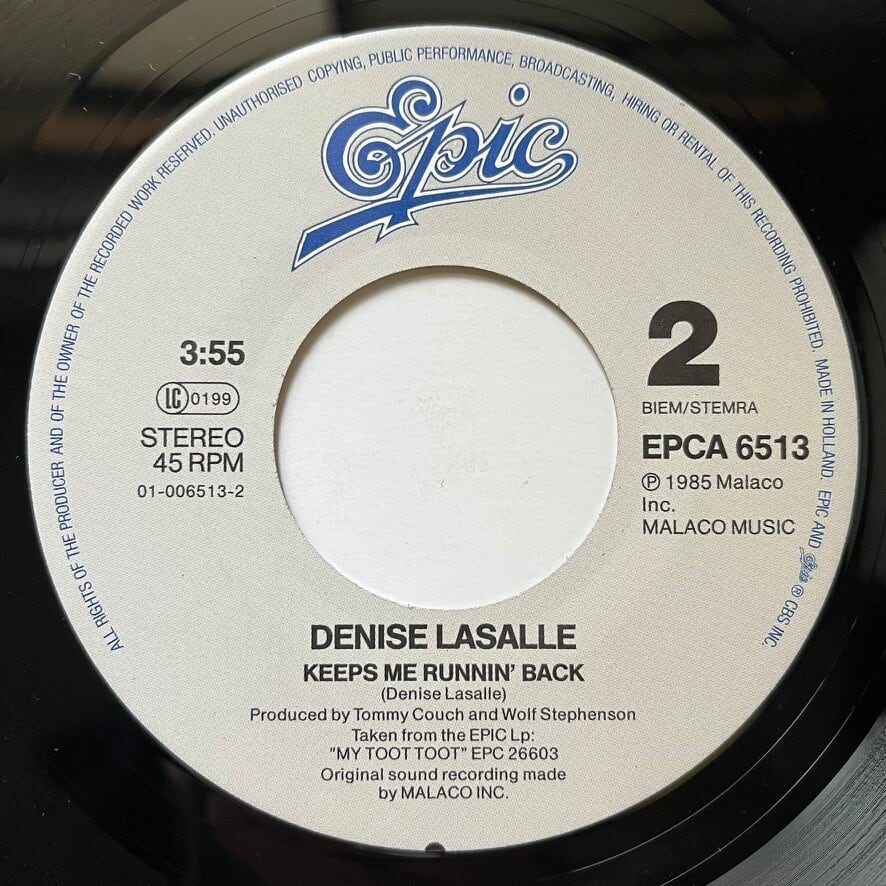 ALL RIGHTS OF THE PRODUCER AND OF THE OWNER OF THE RECORDED WORK RESERVED. UNAUTHORISED COPYING, PUBLIC PERFORMANCE, BROADCASTING, HIRING OR RENTAL OF THIS RECORDING PROHIBITED. MADE IN HOLLAND. EPIC AND Epic ® CBS INC.
Epic
3:55
LC 0199
STEREO
45 RPM
01-006513-2
2
BIEM/STEMRA
EPCA 6513
℗ 1985 Malaco
Inc.
MALACO MUSIC
DENISE LASALLE
KEEPS ME RUNNIN' BACK
(Denise Lasalle)
Produced by Tommy Couch and Wolf Stephenson
Taken from the EPIC Lp:
"MY TOOT TOOT" EPC 26603
Original sound recording made
by MALACO INC.